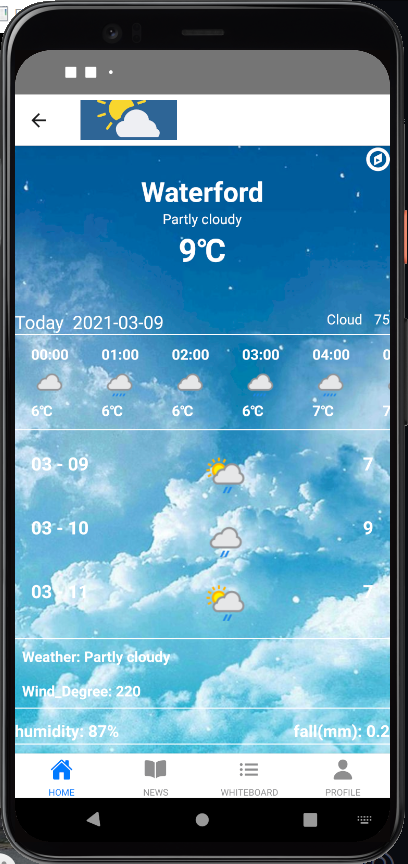 Waterford
Partly cloudy
9℃
Today 2021-03-09 Cloud 75
00:00 01:00 02:00 03:00 04:00 0
6℃ 6℃ 6℃ 6℃ 7℃ 7
03 - 09 7
03 - 10 9
03 - 11 7
Weather: Partly cloudy
Wind_Degree: 220
humidity: 87% fall(mm): 0.2
HOME NEWS WHITEBOARD PROFILE